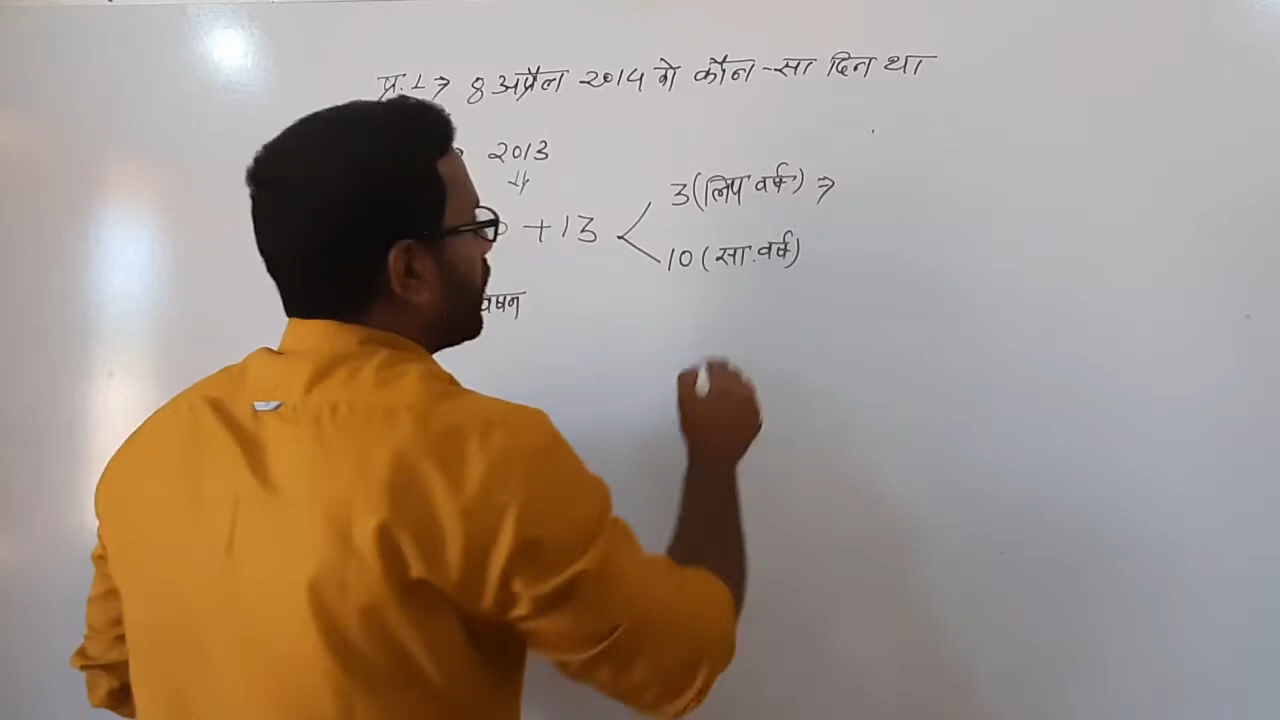 प्र. 1 → 8 अप्रैल 2014 को कौन-सा दिन था
2013
+13
3 (लिप वर्ष) ⇒
10 (सा. वर्ष)